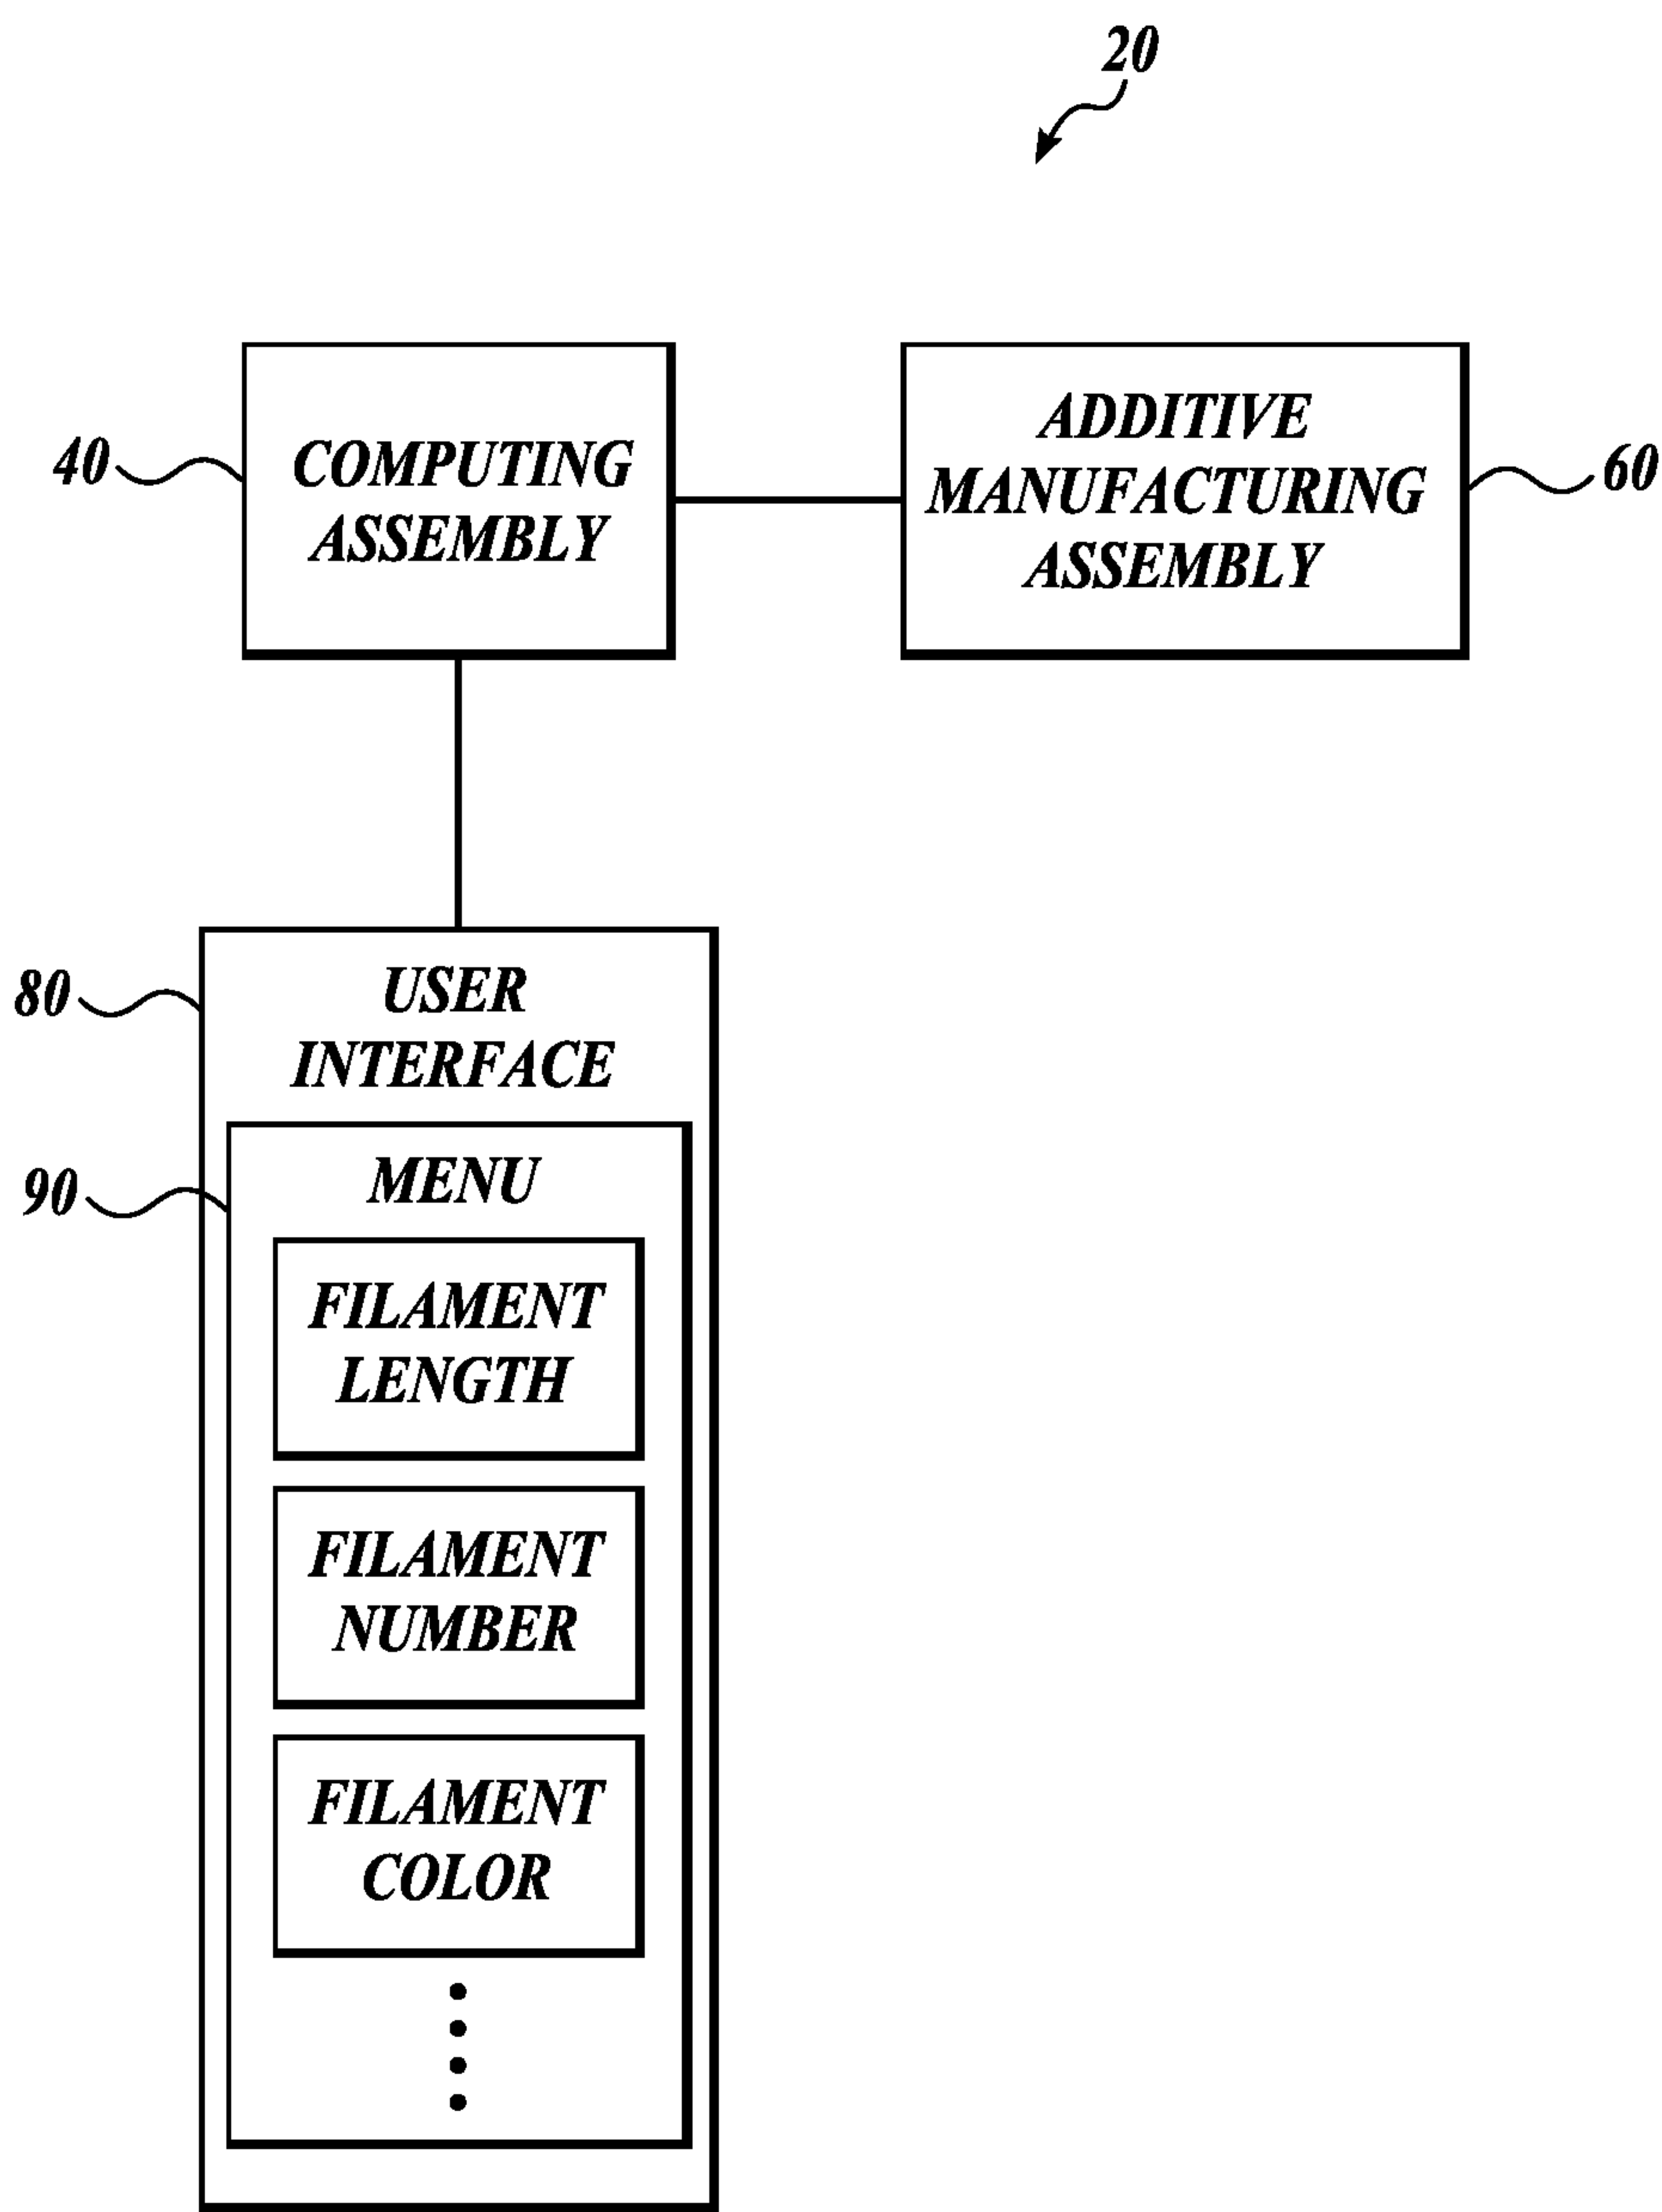 20
40
COMPUTING
ASSEMBLY
ADDITIVE
MANUFACTURING
ASSEMBLY
60
80
USER
INTERFACE
90
MENU
FILAMENT
LENGTH
FILAMENT
NUMBER
FILAMENT
COLOR